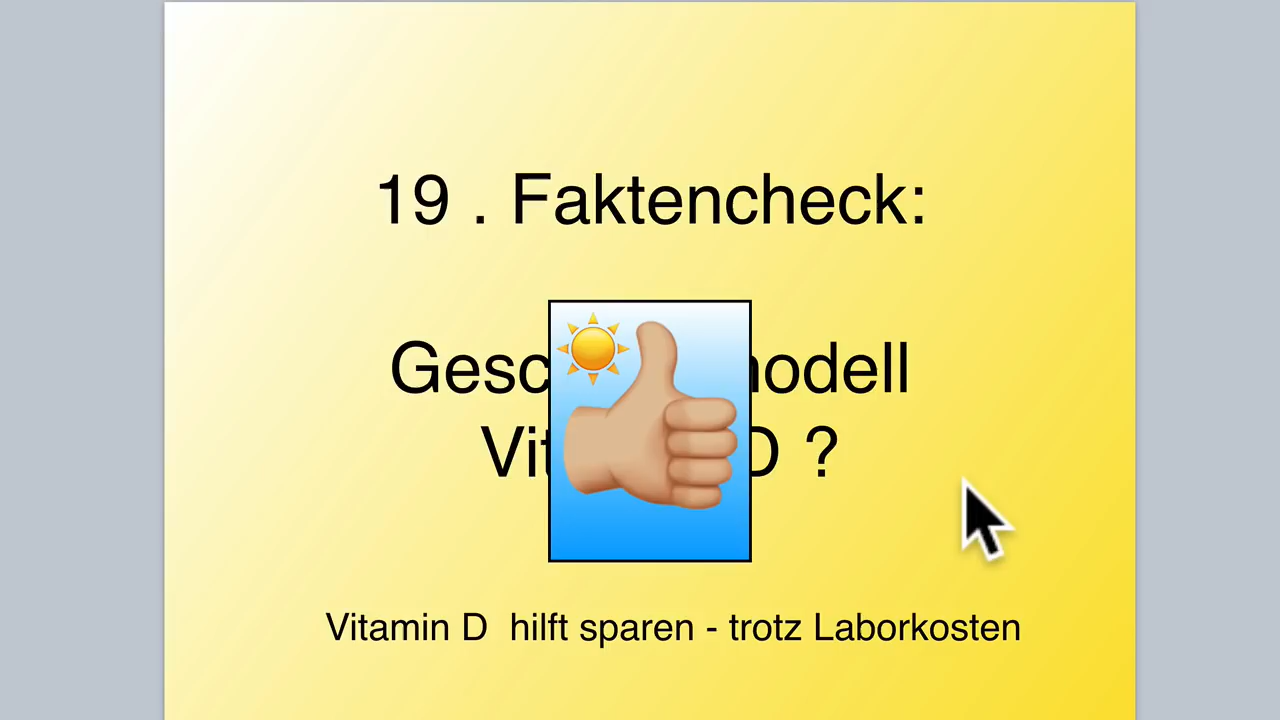 19 . Faktencheck:
D ?
Vitamin D hilft sparen - trotz Laborkosten